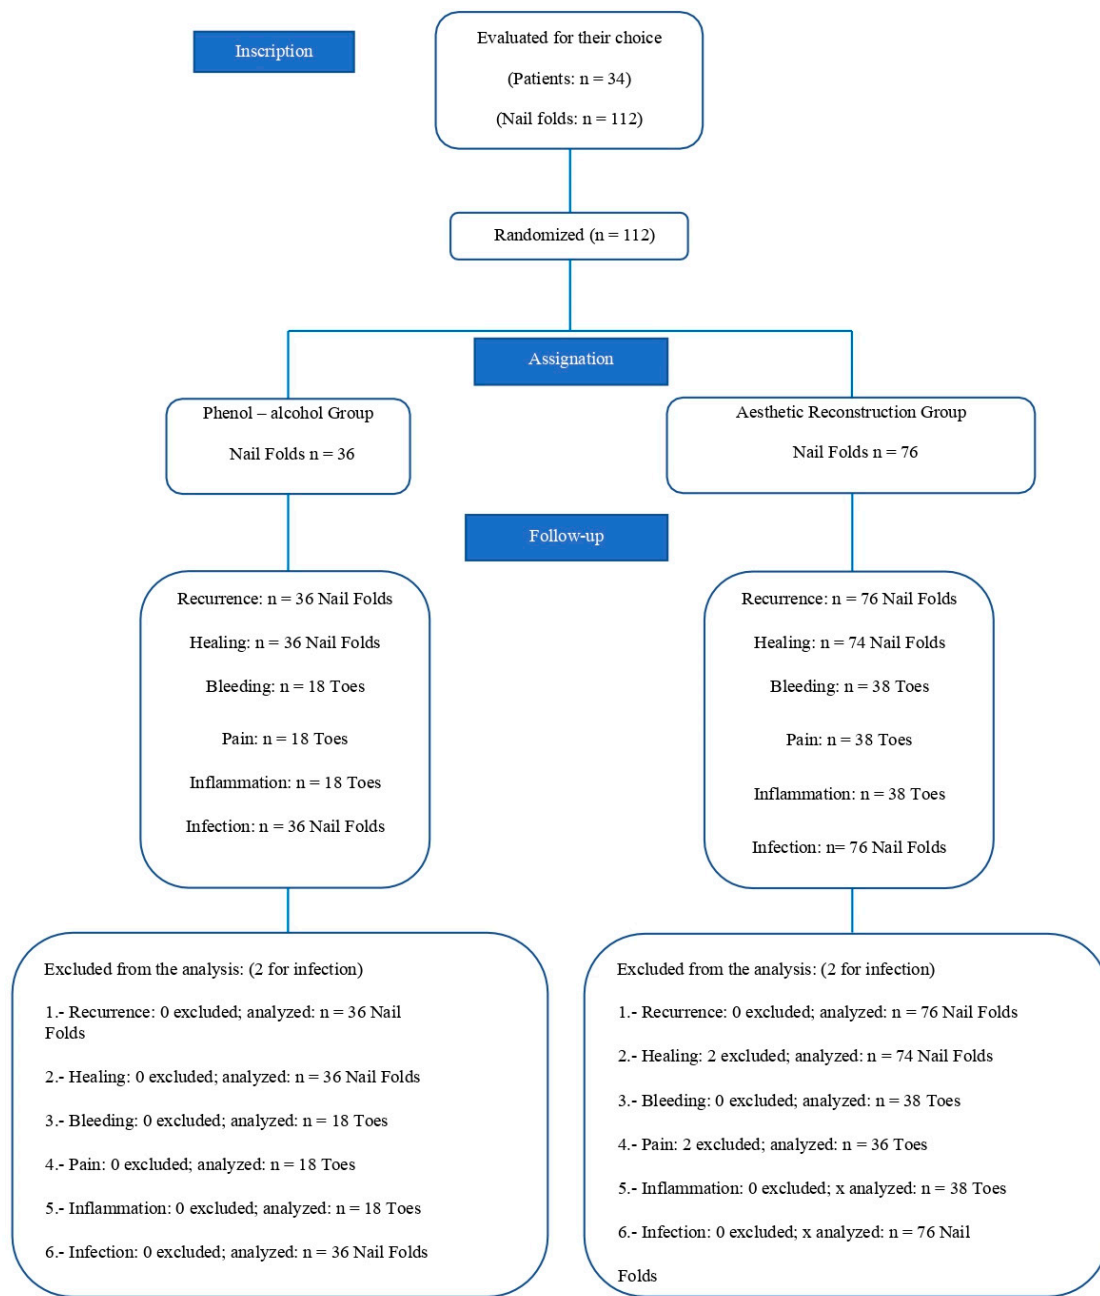 Inscription
Evaluated for their choice
(Patients: n = 34)
(Nail folds: n = 112)
Randomized (n = 112)
Assignation
Phenol – alcohol Group
Nail Folds n = 36
Aesthetic Reconstruction Group
Nail Folds n = 76
Follow-up
Recurrence: n = 36 Nail Folds
Healing: n = 36 Nail Folds
Bleeding: n = 18 Toes
Pain: n = 18 Toes
Inflammation: n = 18 Toes
Infection: n = 36 Nail Folds
Recurrence: n = 76 Nail Folds
Healing: n = 74 Nail Folds
Bleeding: n = 38 Toes
Pain: n = 38 Toes
Inflammation: n = 38 Toes
Infection: n= 76 Nail Folds
Excluded from the analysis: (2 for infection)
1.- Recurrence: 0 excluded; analyzed: n = 36 Nail
Folds
2.- Healing: 0 excluded; analyzed: n = 36 Nail Folds
3.- Bleeding: 0 excluded; analyzed: n = 18 Toes
4.- Pain: 0 excluded; analyzed: n = 18 Toes
5.- Inflammation: 0 excluded; analyzed: n = 18 Toes
6.- Infection: 0 excluded; analyzed: n = 36 Nail Folds
Excluded from the analysis: (2 for infection)
1.- Recurrence: 0 excluded; analyzed: n = 76 Nail Folds
2.- Healing: 2 excluded; analyzed: n = 74 Nail Folds
3.- Bleeding: 0 excluded; analyzed: n = 38 Toes
4.- Pain: 2 excluded; analyzed: n = 36 Toes
5.- Inflammation: 0 excluded; x analyzed: n = 38 Toes
6.- Infection: 0 excluded; x analyzed: n = 76 Nail
Folds